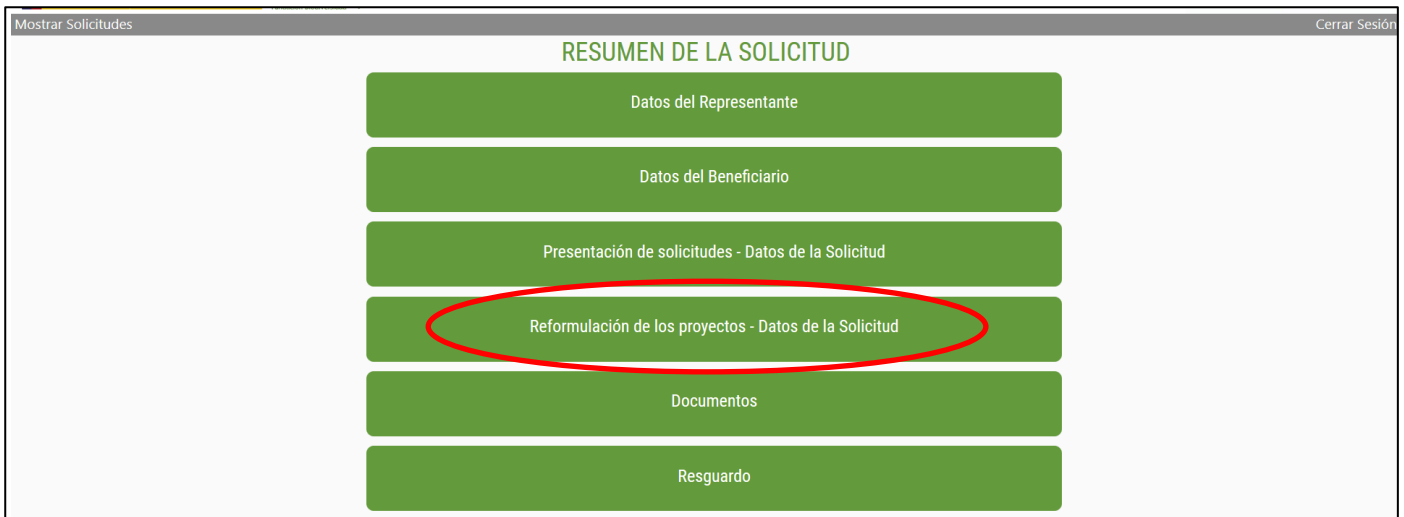 Mostrar Solicitudes
Cerrar Sesión
RESUMEN DE LA SOLICITUD
Datos del Representante
Datos del Beneficiario
Presentación de solicitudes - Datos de la Solicitud
Reformulación de los proyectos - Datos de la Solicitud
Documentos
Resguardo